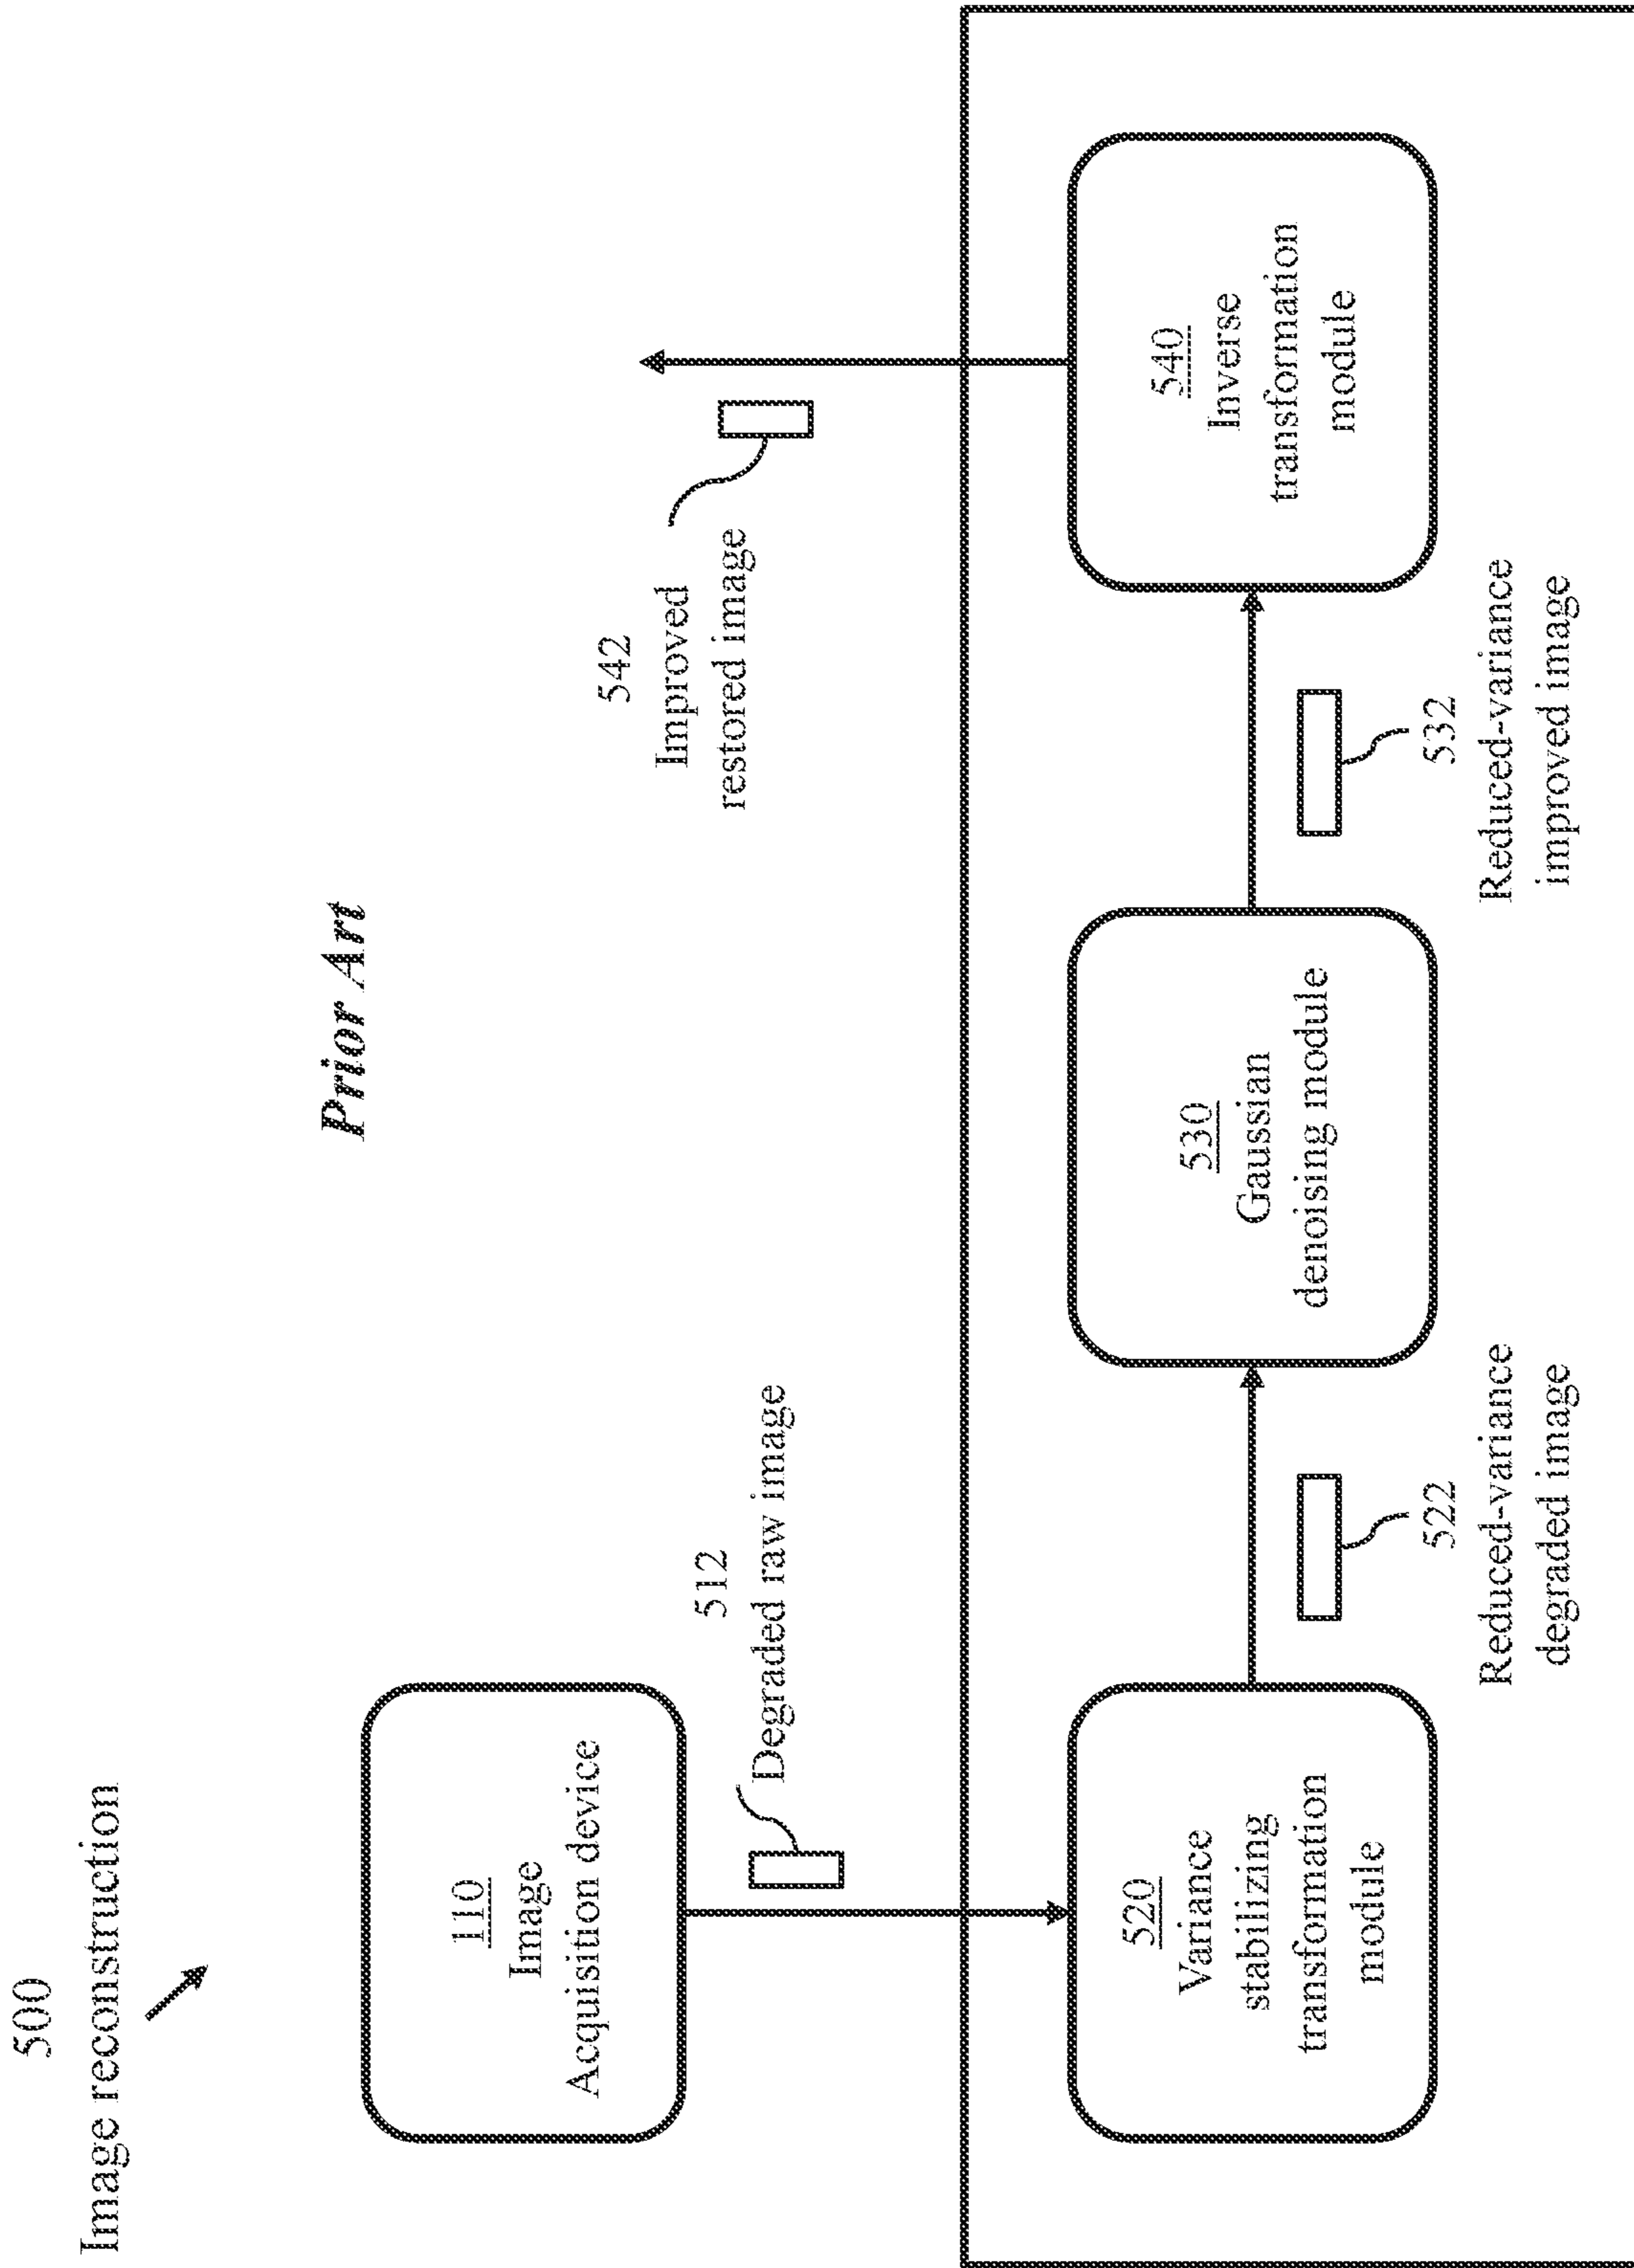 500
Image reconstruction
Prior Art
110
Image
Acquisition device
512
Degraded raw image
542
Improved
restored image
520
Variance
stabilizing
transformation
module
522
Reduced-variance
degraded image
530
Gaussian
denoising module
532
Reduced-variance
improved image
540
Inverse
transformation
module